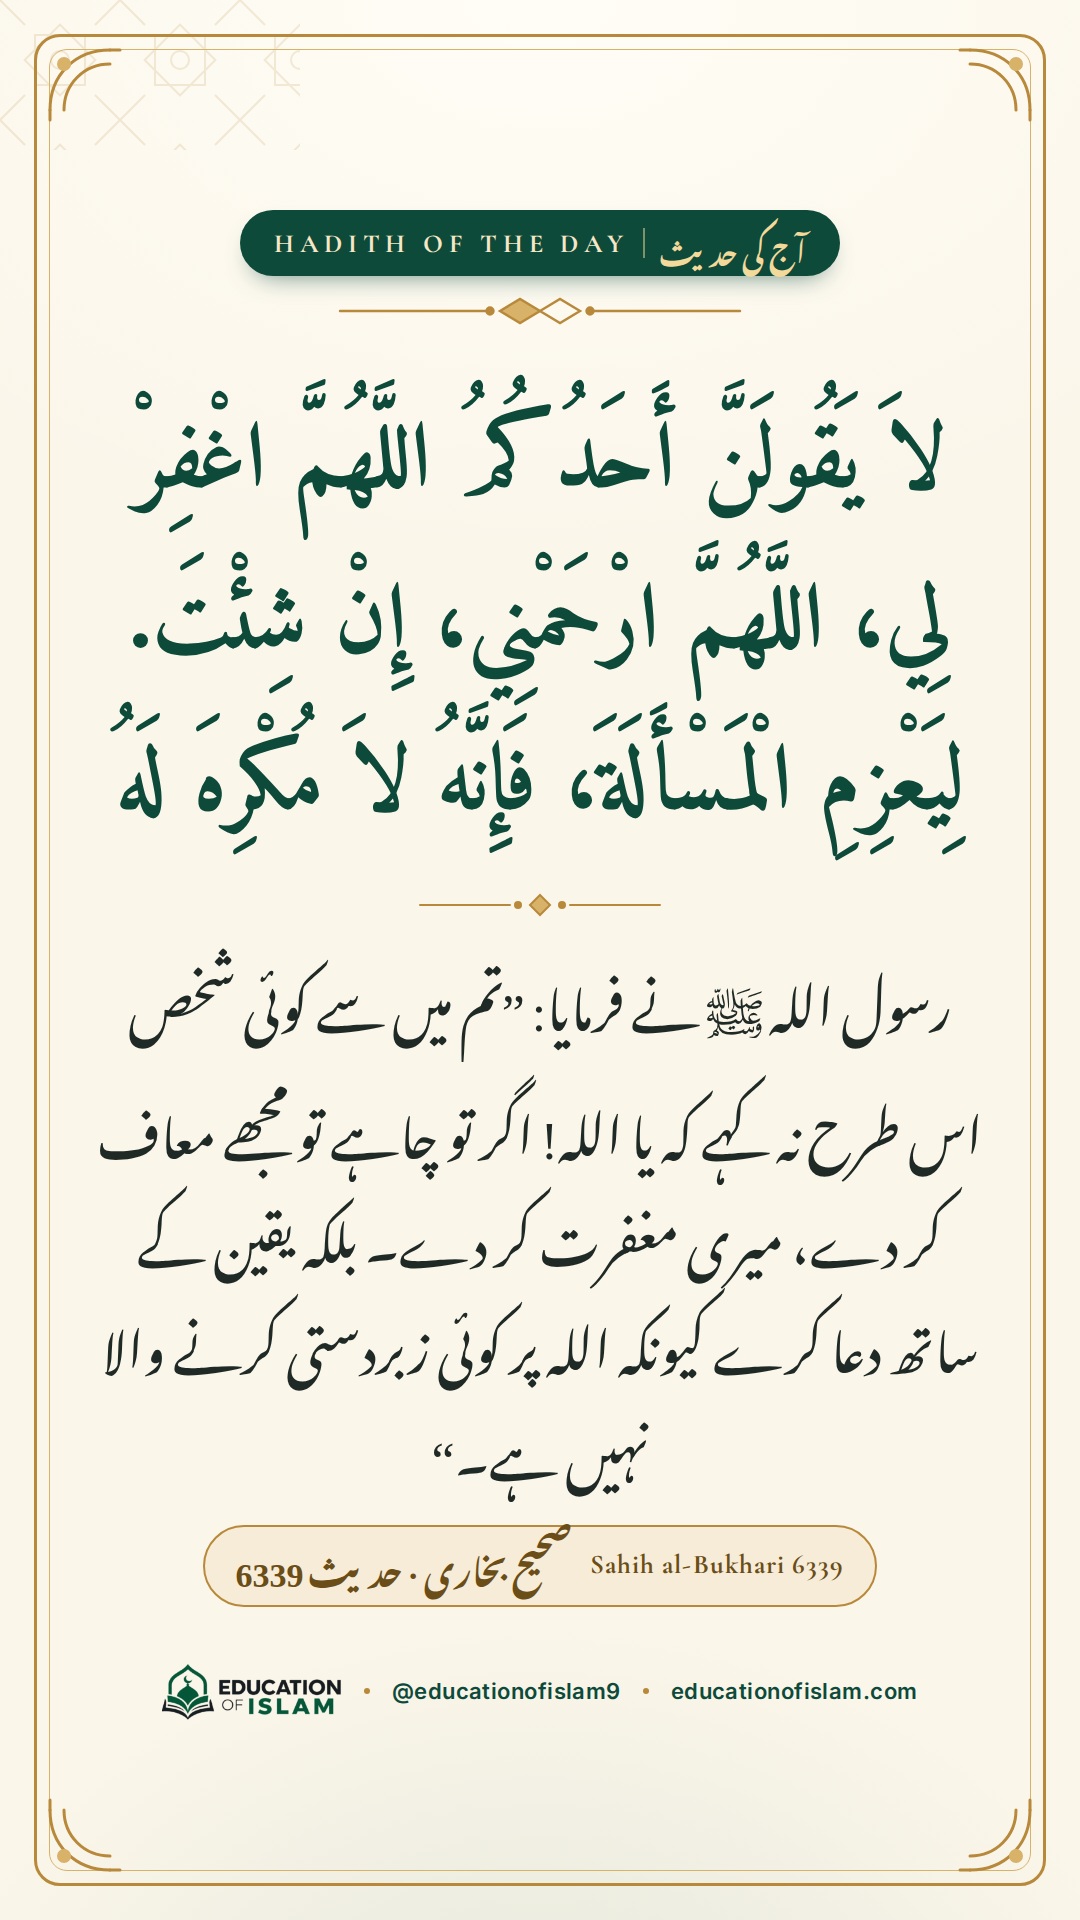 HADITH OF THE DAY | آج کی حدیث
لاَ يَقُولَنَّ أَحَدُكُمُ اللَّهُمَّ اغْفِرْ
لِي، اللَّهُمَّ ارْحَمْنِي، إِنْ شِئْتَ.
لِيَعْزِمِ الْمَسْأَلَةَ، فَإِنَّهُ لاَ مُكْرِهَ لَهُ
رسول اللہ ﷺ نے فرمایا: ”تم میں سے کوئی شخص
اس طرح نہ کہے کہ یا اللہ! اگر تو چاہے تو مجھے معاف
کر دے، میری مغفرت کر دے۔ بلکہ یقین کے
ساتھ دعا کرے کیونکہ اللہ پر کوئی زبردستی کرنے والا
نہیں ہے۔“
صحیح بخاری · حدیث 6339 Sahih al-Bukhari 6339
EDUCATION OF ISLAM • @educationofislam9 • educationofislam.com